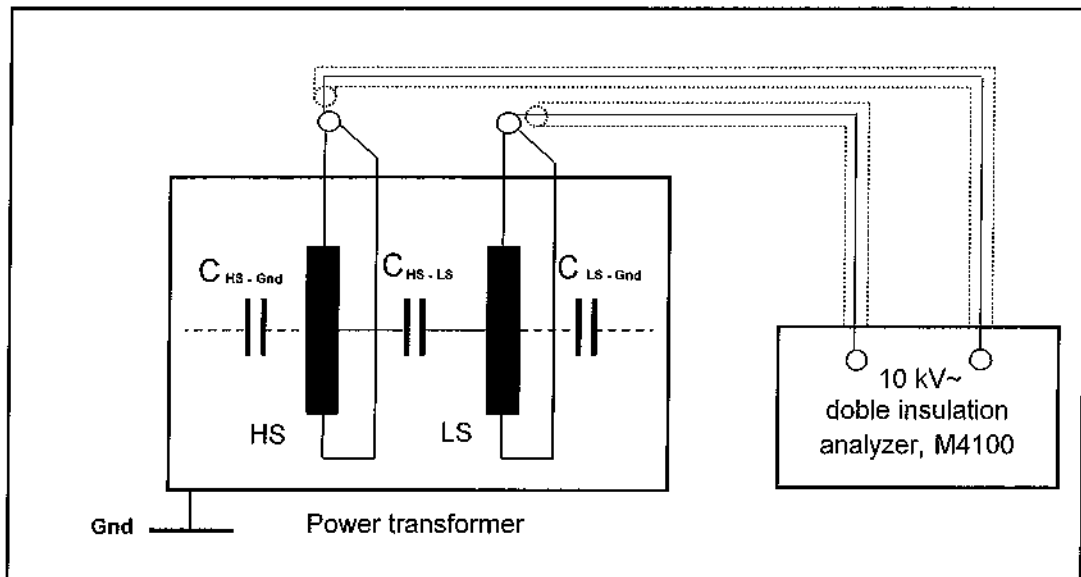 C HS - Gnd
C HS - LS
C LS - Gnd
HS
LS
10 kV~
doble insulation
analyzer, M4100
Gnd
Power transformer